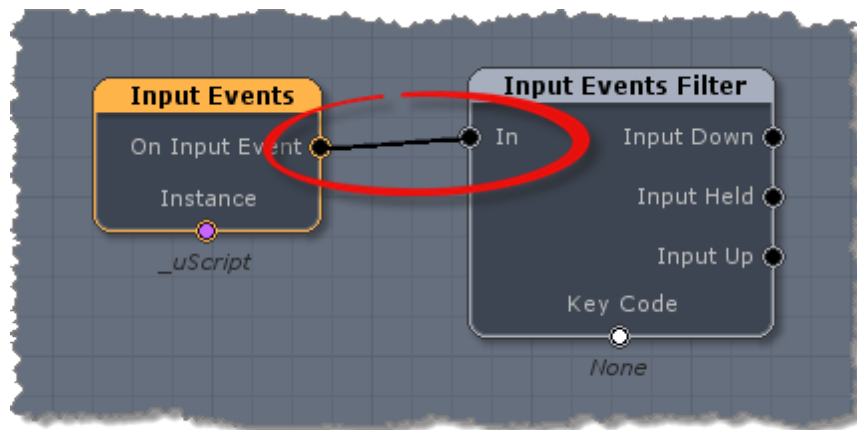 Input Events
On Input Event
Instance
_uScript
Input Events Filter
In
Input Down
Input Held
Input Up
Key Code
None